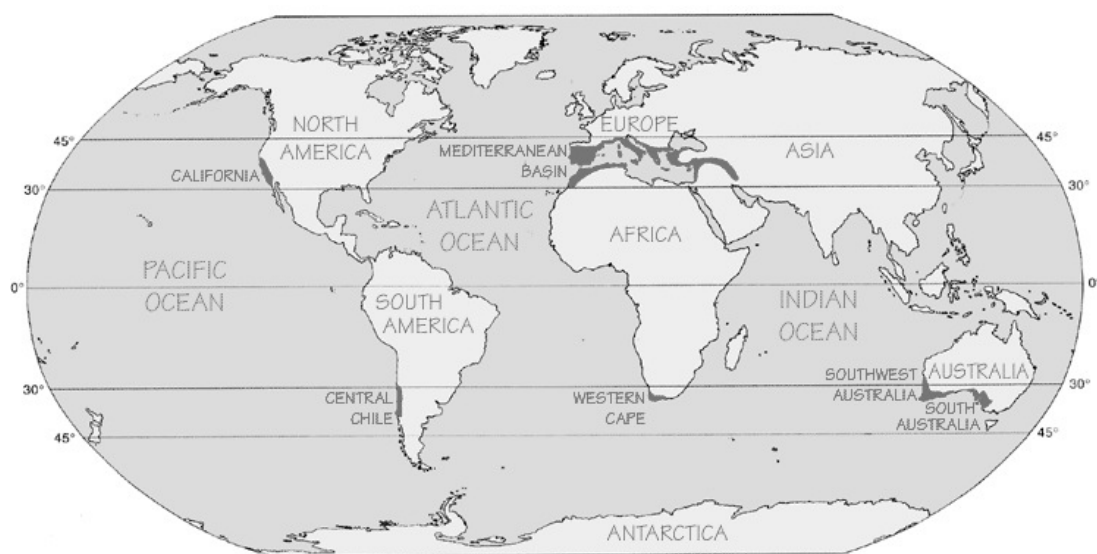 NORTH
AMERICA
EUROPE
ASIA
45°
45°
MEDITERRANEAN
BASIN
CALIFORNIA
30°
30°
ATLANTIC
OCEAN
AFRICA
PACIFIC
OCEAN
0°
0°
SOUTH
AMERICA
INDIAN
OCEAN
AUSTRALIA
SOUTHWEST
AUSTRALIA
30°
30°
CENTRAL
CHILE
WESTERN
CAPE
SOUTH
AUSTRALIA
45°
45°
ANTARCTICA